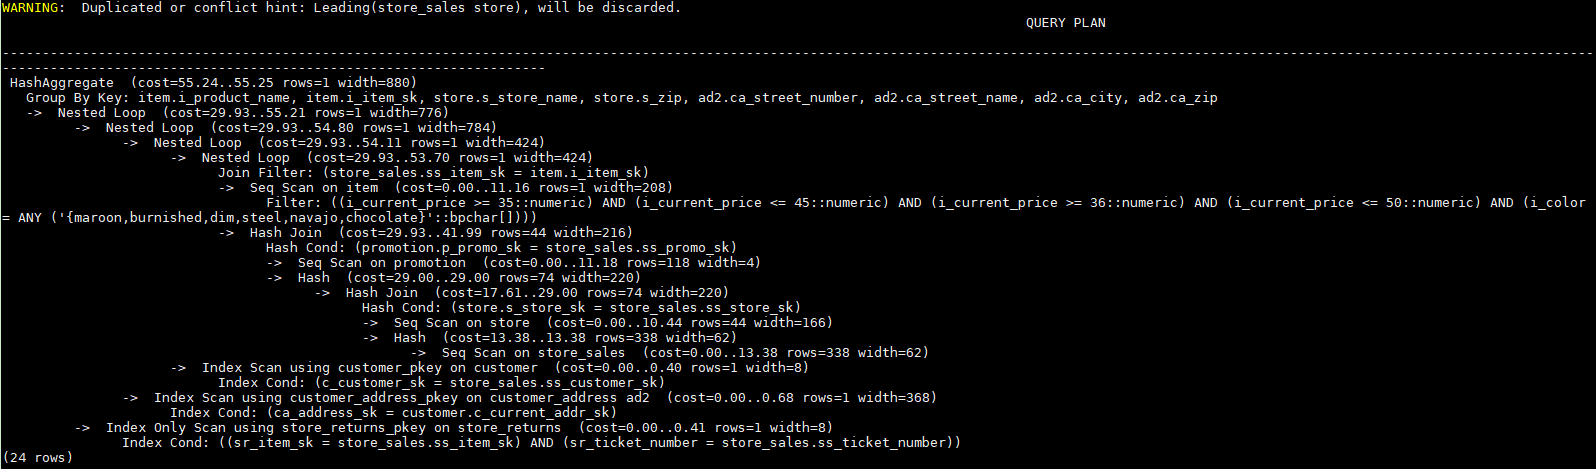 WARNING:  Duplicated or conflict hint: Leading(store_sales store), will be discarded.
QUERY PLAN
---------------------------------------------------------------------------------------------------------------------------------------------------------------------------------------------------------
--------------------------------------------------------------------
HashAggregate  (cost=55.24..55.25 rows=1 width=880)
Group By Key: item.i_product_name, item.i_item_sk, store.s_store_name, store.s_zip, ad2.ca_street_number, ad2.ca_street_name, ad2.ca_city, ad2.ca_zip
->  Nested Loop  (cost=29.93..55.21 rows=1 width=776)
->  Nested Loop  (cost=29.93..54.80 rows=1 width=784)
->  Nested Loop  (cost=29.93..54.11 rows=1 width=424)
->  Nested Loop  (cost=29.93..53.70 rows=1 width=424)
Join Filter: (store_sales.ss_item_sk = item.i_item_sk)
->  Seq Scan on item  (cost=0.00..11.16 rows=1 width=208)
Filter: ((i_current_price >= 35::numeric) AND (i_current_price <= 45::numeric) AND (i_current_price >= 36::numeric) AND (i_current_price <= 50::numeric) AND (i_color
= ANY ('{maroon,burnished,dim,steel,navajo,chocolate}'::bpchar[])))
->  Hash Join  (cost=29.93..41.99 rows=44 width=216)
Hash Cond: (promotion.p_promo_sk = store_sales.ss_promo_sk)
->  Seq Scan on promotion  (cost=0.00..11.18 rows=118 width=4)
->  Hash  (cost=29.00..29.00 rows=74 width=220)
->  Hash Join  (cost=17.61..29.00 rows=74 width=220)
Hash Cond: (store.s_store_sk = store_sales.ss_store_sk)
->  Seq Scan on store  (cost=0.00..10.44 rows=44 width=166)
->  Hash  (cost=13.38..13.38 rows=338 width=62)
->  Seq Scan on store_sales  (cost=0.00..13.38 rows=338 width=62)
->  Index Scan using customer_pkey on customer  (cost=0.00..0.40 rows=1 width=8)
Index Cond: (c_customer_sk = store_sales.ss_customer_sk)
->  Index Scan using customer_address_pkey on customer_address ad2  (cost=0.00..0.68 rows=1 width=368)
Index Cond: (ca_address_sk = customer.c_current_addr_sk)
->  Index Only Scan using store_returns_pkey on store_returns  (cost=0.00..0.41 rows=1 width=8)
Index Cond: ((sr_item_sk = store_sales.ss_item_sk) AND (sr_ticket_number = store_sales.ss_ticket_number))
(24 rows)